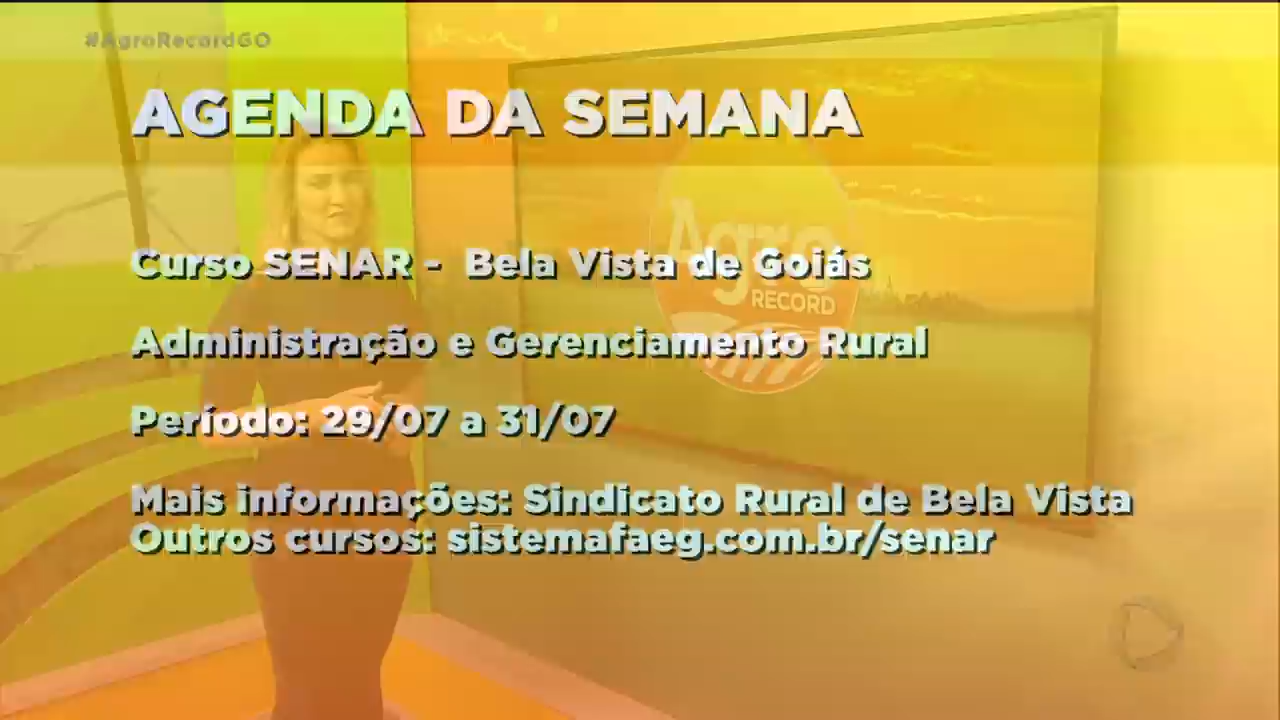 #AgroRecordGO
AGENDA DA SEMANA
Curso SENAR - Bela Vista de Goiás
Agro
RECORD
Administração e Gerenciamento Rural
Período: 29/07 a 31/07
Mais informações: Sindicato Rural de Bela Vista
Outros cursos: sistemafaeg.com.br/senar